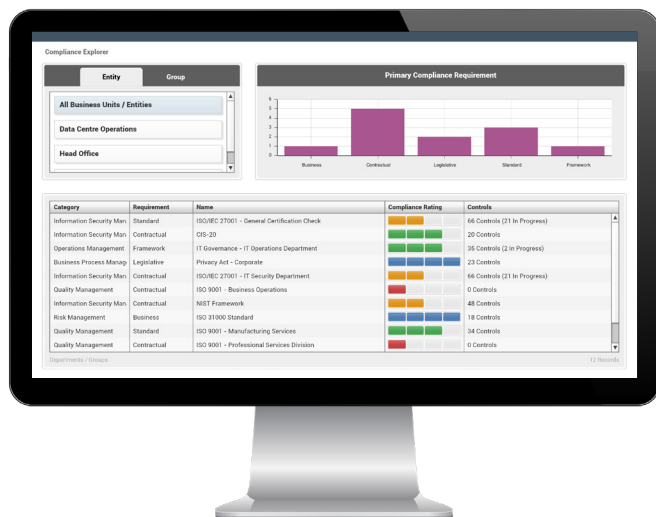 Compliance Explorer
Entity Group
All Business Units / Entities
Data Centre Operations
Head Office
Primary Compliance Requirement
6
5
4
3
2
1
0
Business Contractual Legislative Standard Framework
Category Requirement Name Compliance Rating Controls
Information Security Man Standard ISO/IEC 27001 - General Certification Check 66 Controls (21 In Progress)
Information Security Man Contractual CIS-20 20 Controls
Operations Management Framework IT Governance - IT Operations Department 35 Controls (2 In Progress)
Business Process Manag Legislative Privacy Act - Corporate 23 Controls
Information Security Man Contractual ISO/IEC 27001 - IT Security Department 66 Controls (21 In Progress)
Quality Management Contractual ISO 9001 - Business Operations 0 Controls
Information Security Man Contractual NIST Framework 48 Controls
Risk Management Business ISO 31000 Standard 18 Controls
Quality Management Standard ISO 9001 - Manufacturing Services 34 Controls
Quality Management Contractual ISO 9001 - Professional Services Division 0 Controls
Departments / Groups 12 Records